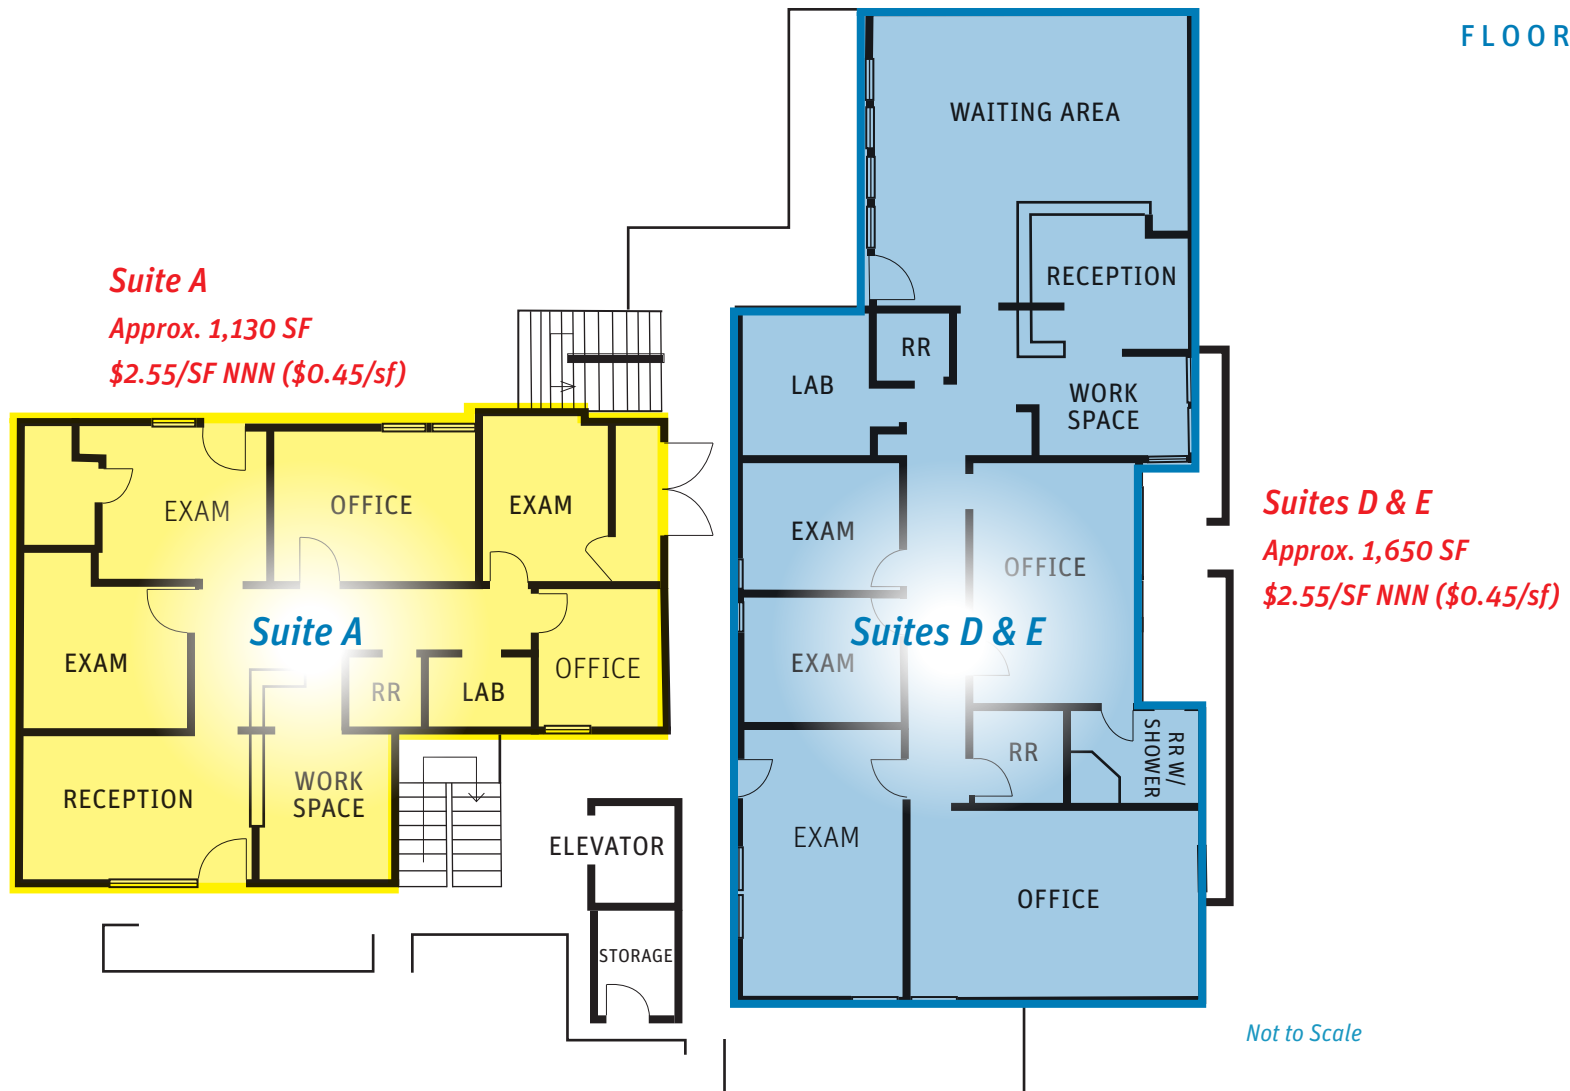 FLOOR
WAITING AREA
RECEPTION
RR
LAB
WORK
SPACE
Suite A
Approx. 1,130 SF
$2.55/SF NNN ($0.45/sf)
EXAM
OFFICE
EXAM
EXAM
Suite A
RR
LAB
OFFICE
RECEPTION
WORK
SPACE
ELEVATOR
STORAGE
EXAM
OFFICE
Suites D & E
EXAM
RR
RR W/
SHOWER
EXAM
OFFICE
Suites D & E
Approx. 1,650 SF
$2.55/SF NNN ($0.45/sf)
Not to Scale